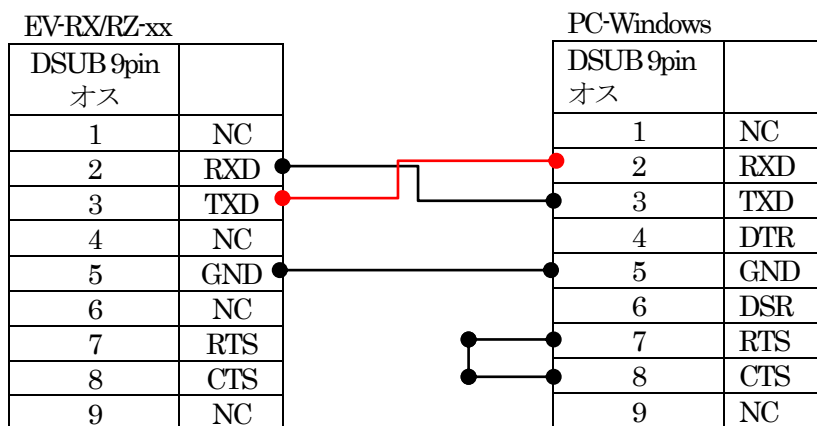 EV-RX/RZ-xx
DSUB 9pin
オス
1 NC
2 RXD
3 TXD
4 NC
5 GND
6 NC
7 RTS
8 CTS
9 NC
PC-Windows
DSUB 9pin
オス
1 NC
2 RXD
3 TXD
4 DTR
5 GND
6 DSR
7 RTS
8 CTS
9 NC